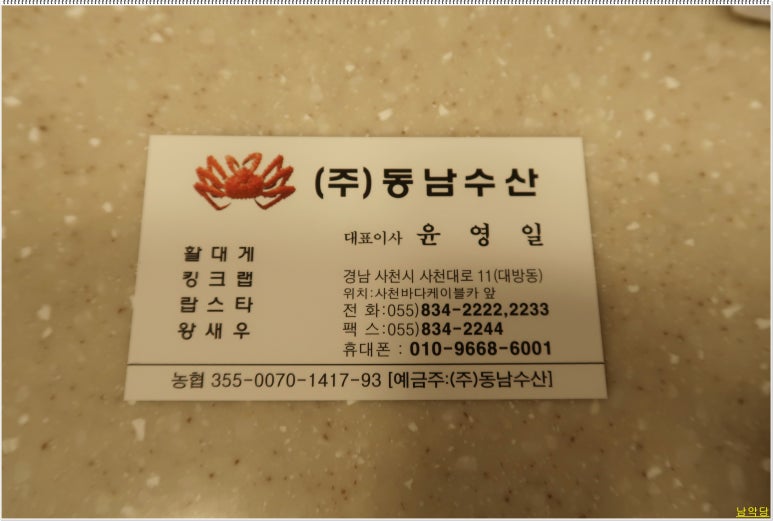 (주)동남수산
대표이사 윤 영 일
활 대 게
킹 크 랩
랍 스 타
왕 새 우
경남 사천시 사천대로 11(대방동)
위치:사천바다케이블카 앞
전 화:055)834-2222,2233
팩 스:055)834-2244
휴대폰 : 010-9668-6001
농협 355-0070-1417-93 [예금주:(주)동남수산]
남악당